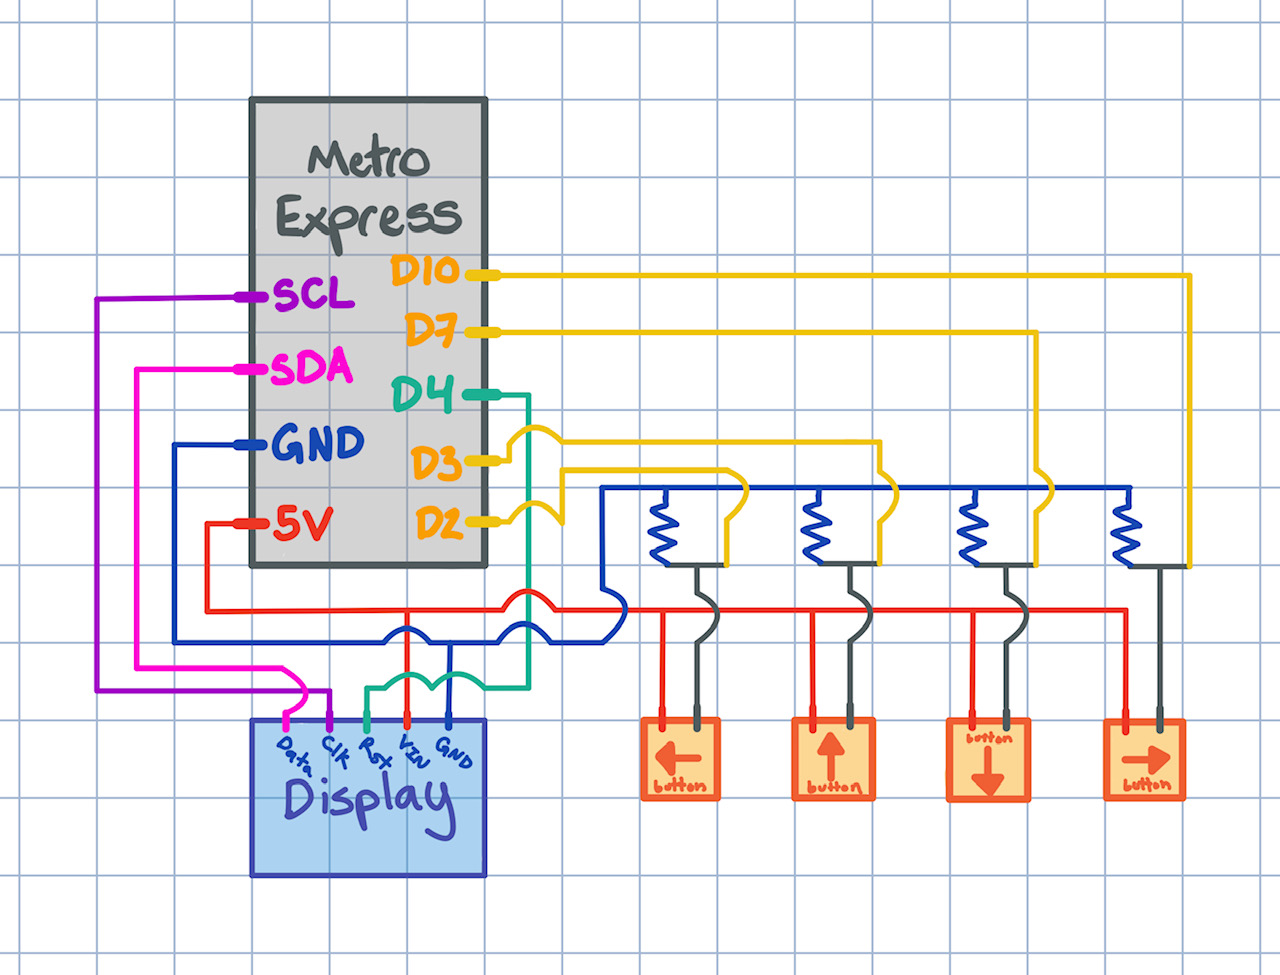 Metro
Express
SCL
SDA
GND
5V
D10
D7
D4
D3
D2
Data
Clk
Rst
VIN
GND
Display
button
button
button
button